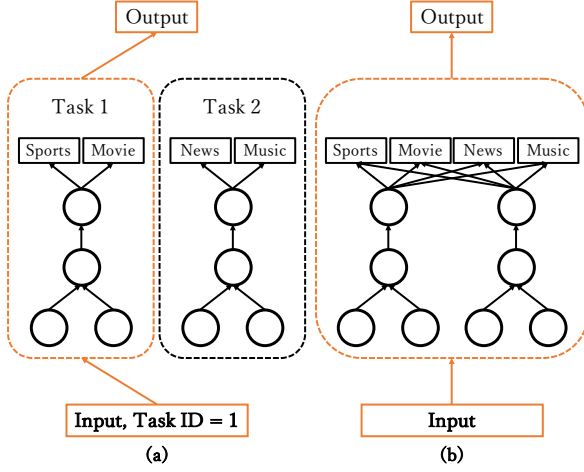 Output Output
Task 1 Task 2
Sports Movie News Music Sports Movie News Music
Input, Task ID = 1 Input
(a) (b)